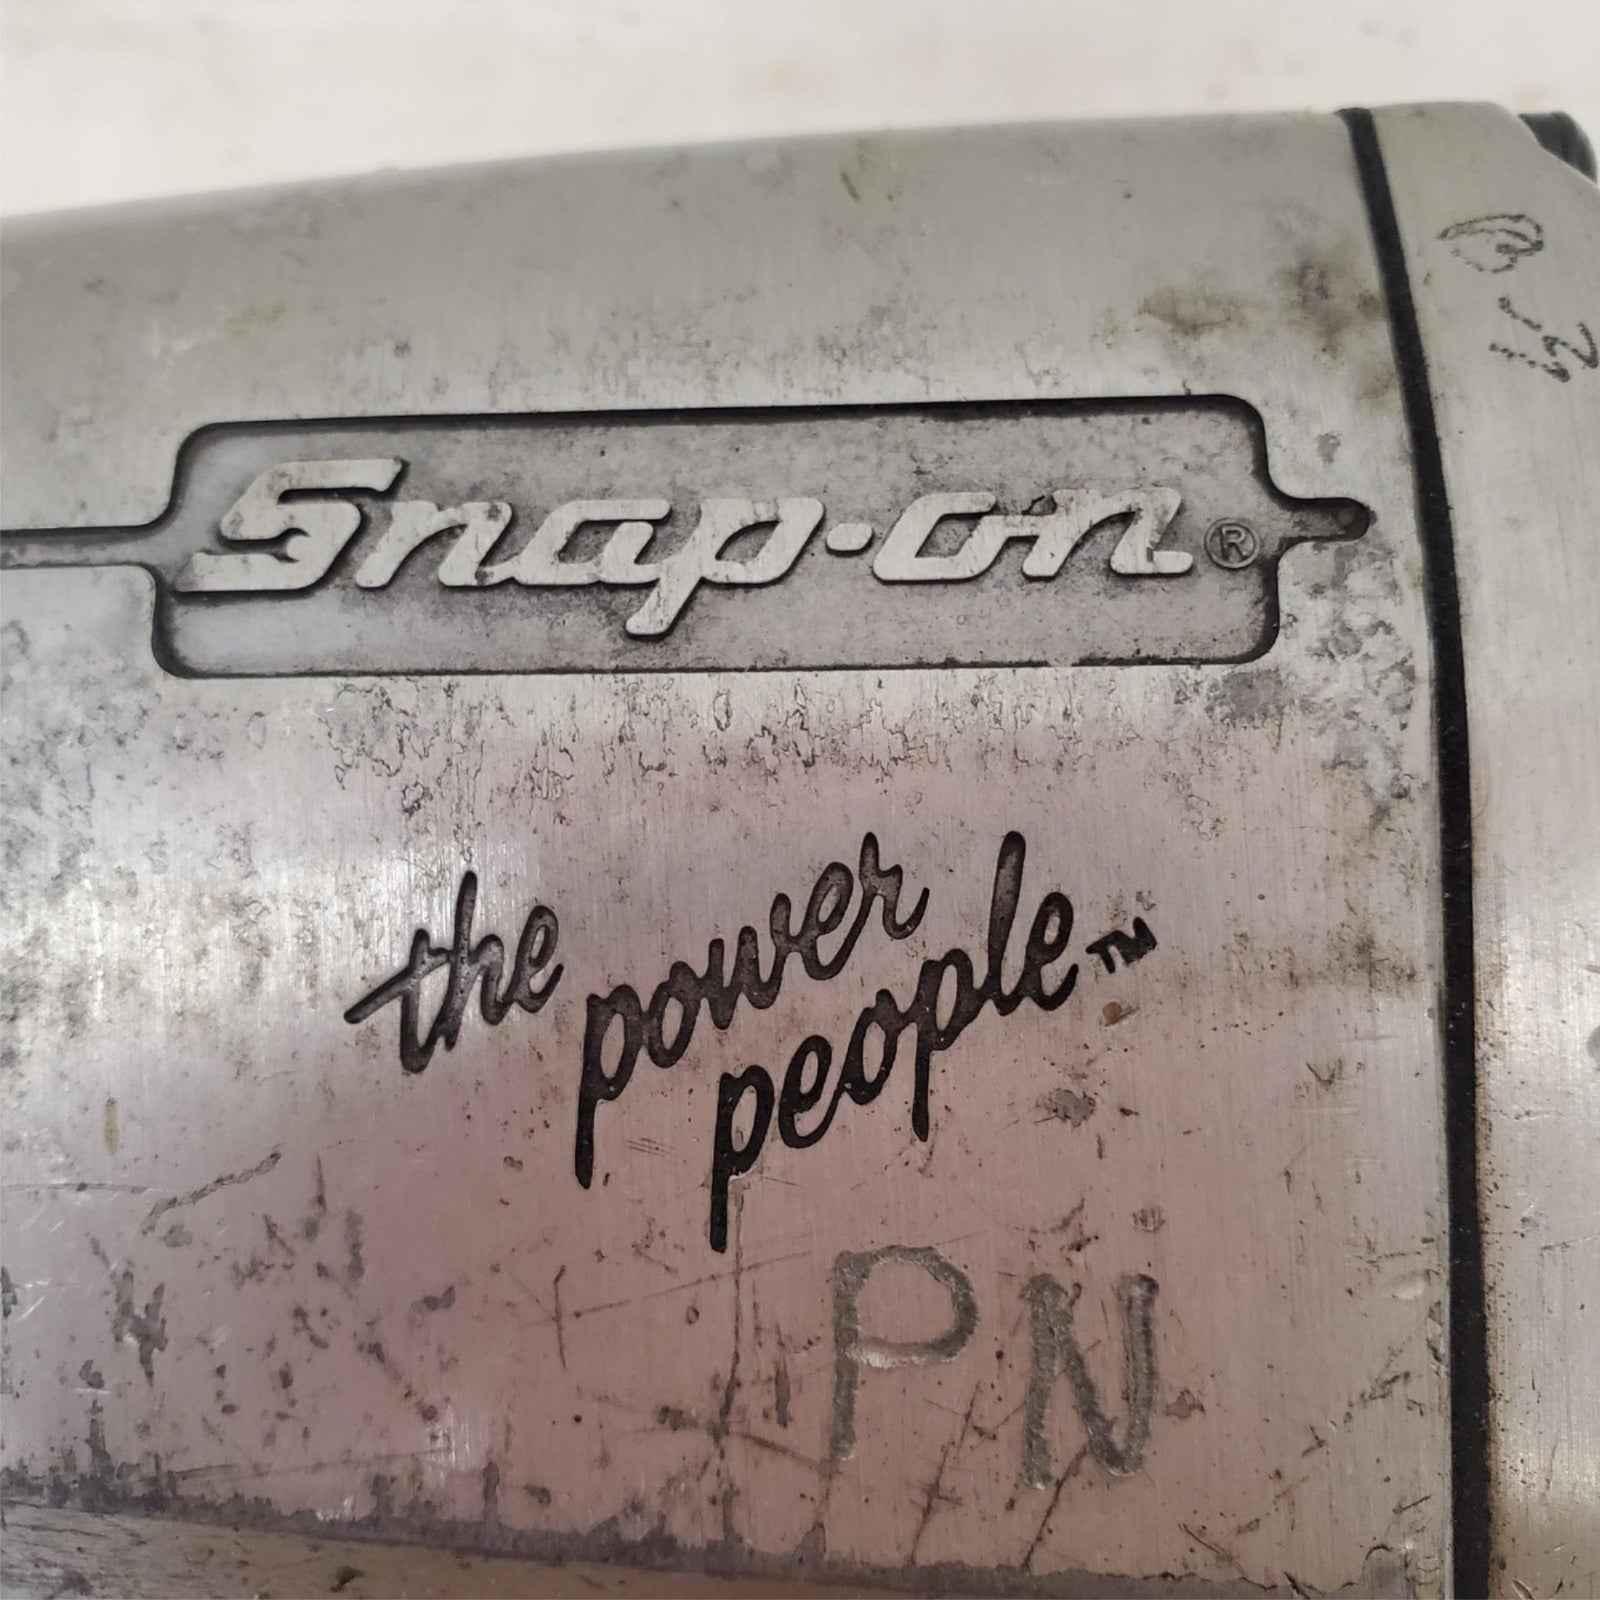 Snap-on®
the power people™
PN